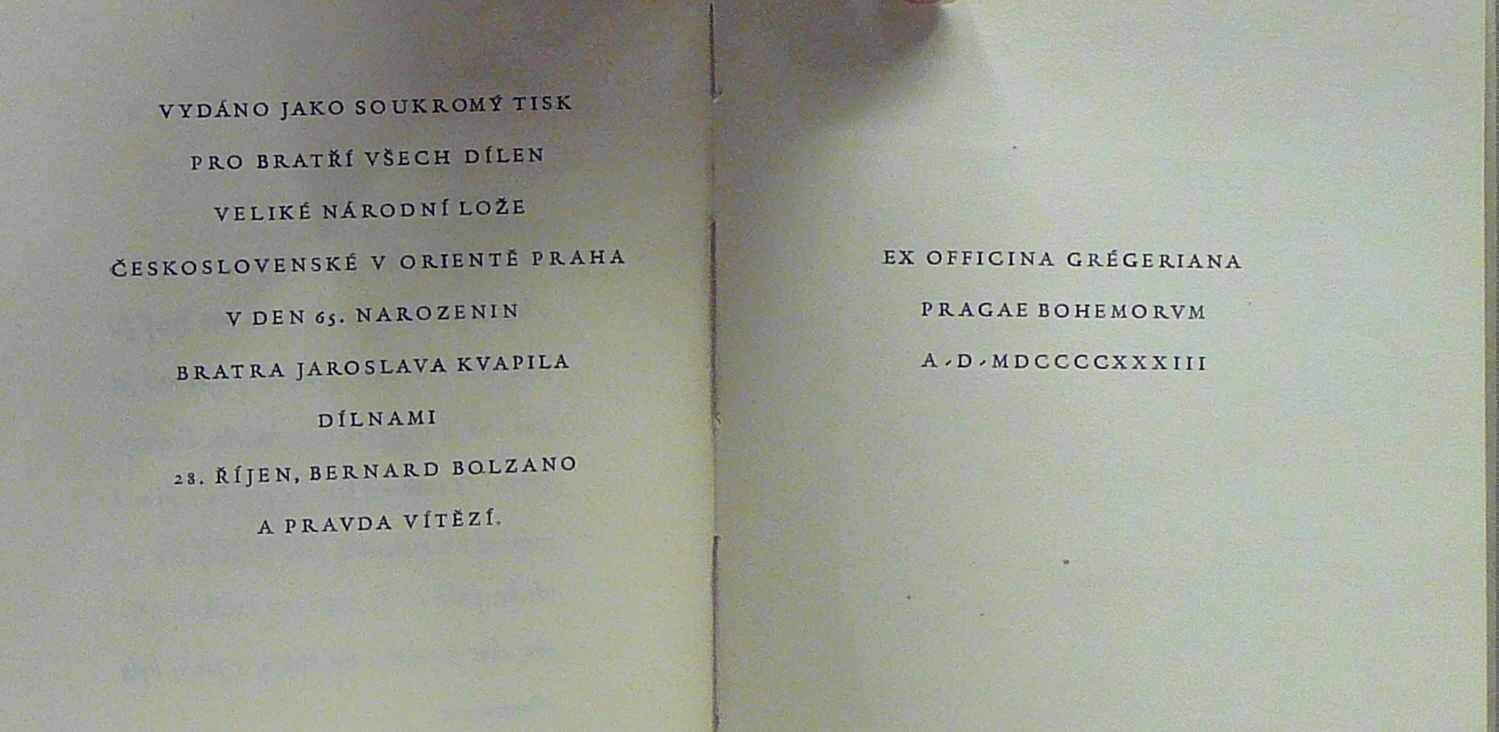 VYDÁNO JAKO SOUKROMÝ TISK
PRO BRATŘÍ VŠECH DÍLEN
VELIKÉ NÁRODNÍ LOŽE
ČESKOSLOVENSKÉ V ORIENTĚ PRAHA
V DEN 65. NAROZENIN
BRATRA JAROSLAVA KVAPILA
DÍLNAMI
28. ŘÍJEN, BERNARD BOLZANO
A PRAVDA VÍTĚZÍ.
EX OFFICINA GRÉGERIANA
PRAGAE BOHEMORVM
A·D·MDCCCCXXXIII